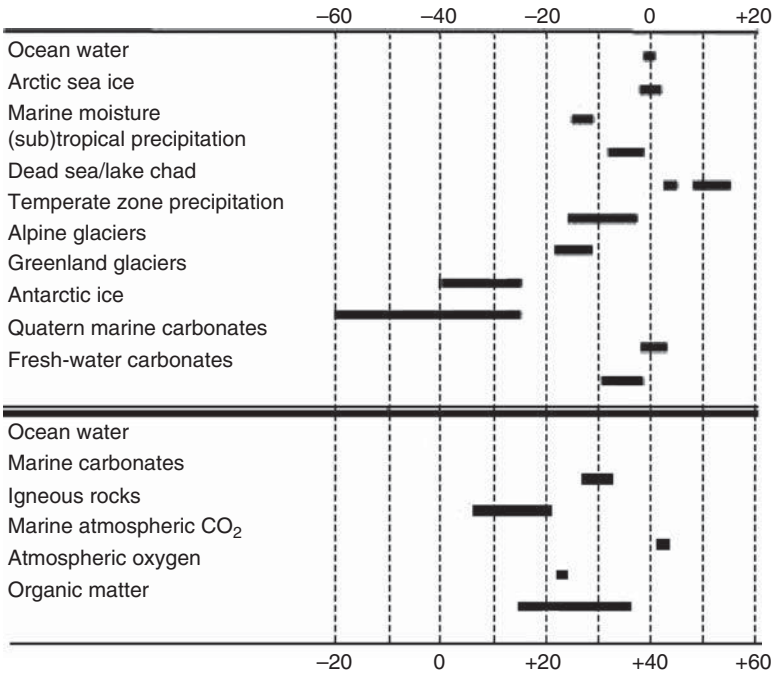 –60 –40 –20 0 +20
Ocean water
Arctic sea ice
Marine moisture
(sub)tropical precipitation
Dead sea/lake chad
Temperate zone precipitation
Alpine glaciers
Greenland glaciers
Antarctic ice
Quatern marine carbonates
Fresh-water carbonates
Ocean water
Marine carbonates
Igneous rocks
Marine atmospheric CO₂
Atmospheric oxygen
Organic matter
–20 0 +20 +40 +60